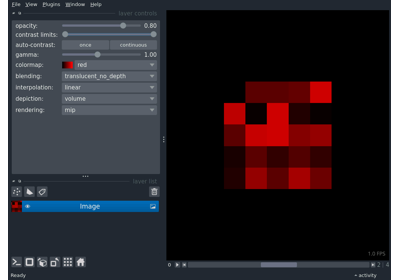 File View Plugins Window Help
layer controls
opacity: 0.80
contrast limits:
auto-contrast: once continuous
gamma: 1.00
colormap: red
blending: translucent_no_depth
interpolation: linear
depiction: volume
rendering: mip
layer list
Image
1.0 FPS
0 2 4
Ready activity